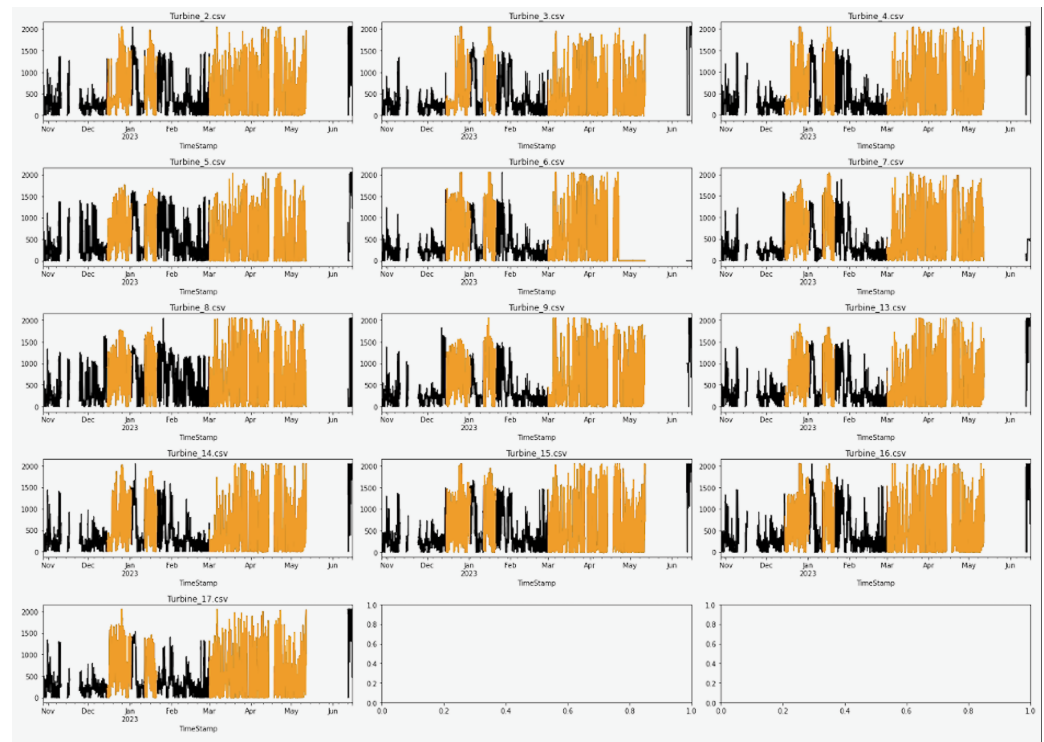 Turbine_2.csv
Turbine_3.csv
Turbine_4.csv
2000
1500
1000
500
0
Nov Dec Jan Feb Mar Apr May Jun
2023
TimeStamp
2000
1500
1000
500
0
Nov Dec Jan Feb Mar Apr May Jun
2023
TimeStamp
2000
1500
1000
500
0
Nov Dec Jan Feb Mar Apr May Jun
2023
TimeStamp
Turbine_5.csv
Turbine_6.csv
Turbine_7.csv
2000
1500
1000
500
0
Nov Dec Jan Feb Mar Apr May Jun
2023
TimeStamp
2000
1500
1000
500
0
Nov Dec Jan Feb Mar Apr May Jun
2023
TimeStamp
2000
1500
1000
500
0
Nov Dec Jan Feb Mar Apr May Jun
2023
TimeStamp
Turbine_8.csv
Turbine_9.csv
Turbine_13.csv
2000
1500
1000
500
0
Nov Dec Jan Feb Mar Apr May Jun
2023
TimeStamp
2000
1500
1000
500
0
Nov Dec Jan Feb Mar Apr May Jun
2023
TimeStamp
2000
1500
1000
500
0
Nov Dec Jan Feb Mar Apr May Jun
2023
TimeStamp
Turbine_14.csv
Turbine_15.csv
Turbine_16.csv
2000
1500
1000
500
0
Nov Dec Jan Feb Mar Apr May Jun
2023
TimeStamp
2000
1500
1000
500
0
Nov Dec Jan Feb Mar Apr May Jun
2023
TimeStamp
2000
1500
1000
500
0
Nov Dec Jan Feb Mar Apr May Jun
2023
TimeStamp
Turbine_17.csv
2000
1500
1000
500
0
Nov Dec Jan Feb Mar Apr May Jun
2023
TimeStamp
1.0
0.8
0.6
0.4
0.2
0.0
0.0 0.2 0.4 0.6 0.8 1.0
1.0
0.8
0.6
0.4
0.2
0.0
0.0 0.2 0.4 0.6 0.8 1.0